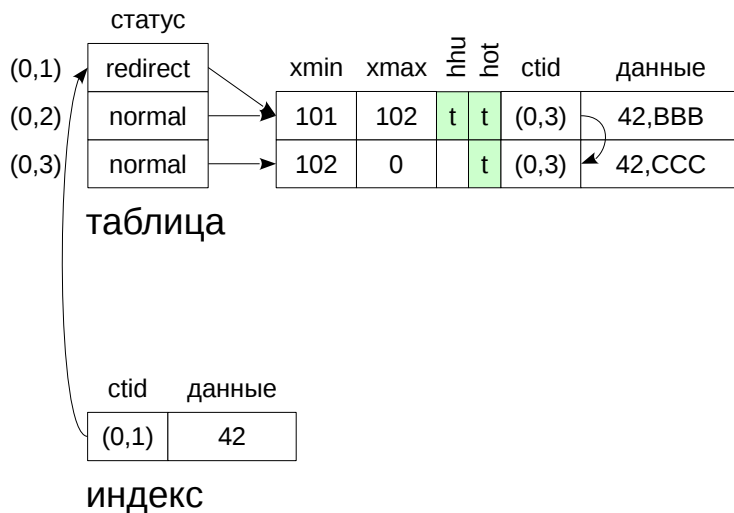 статус
xmin xmax hhu hot ctid данные
(0,1) redirect
(0,2) normal 101 102 t t (0,3) 42,BBB
(0,3) normal 102 0 t (0,3) 42,CCC
таблица
ctid данные
(0,1) 42
индекс